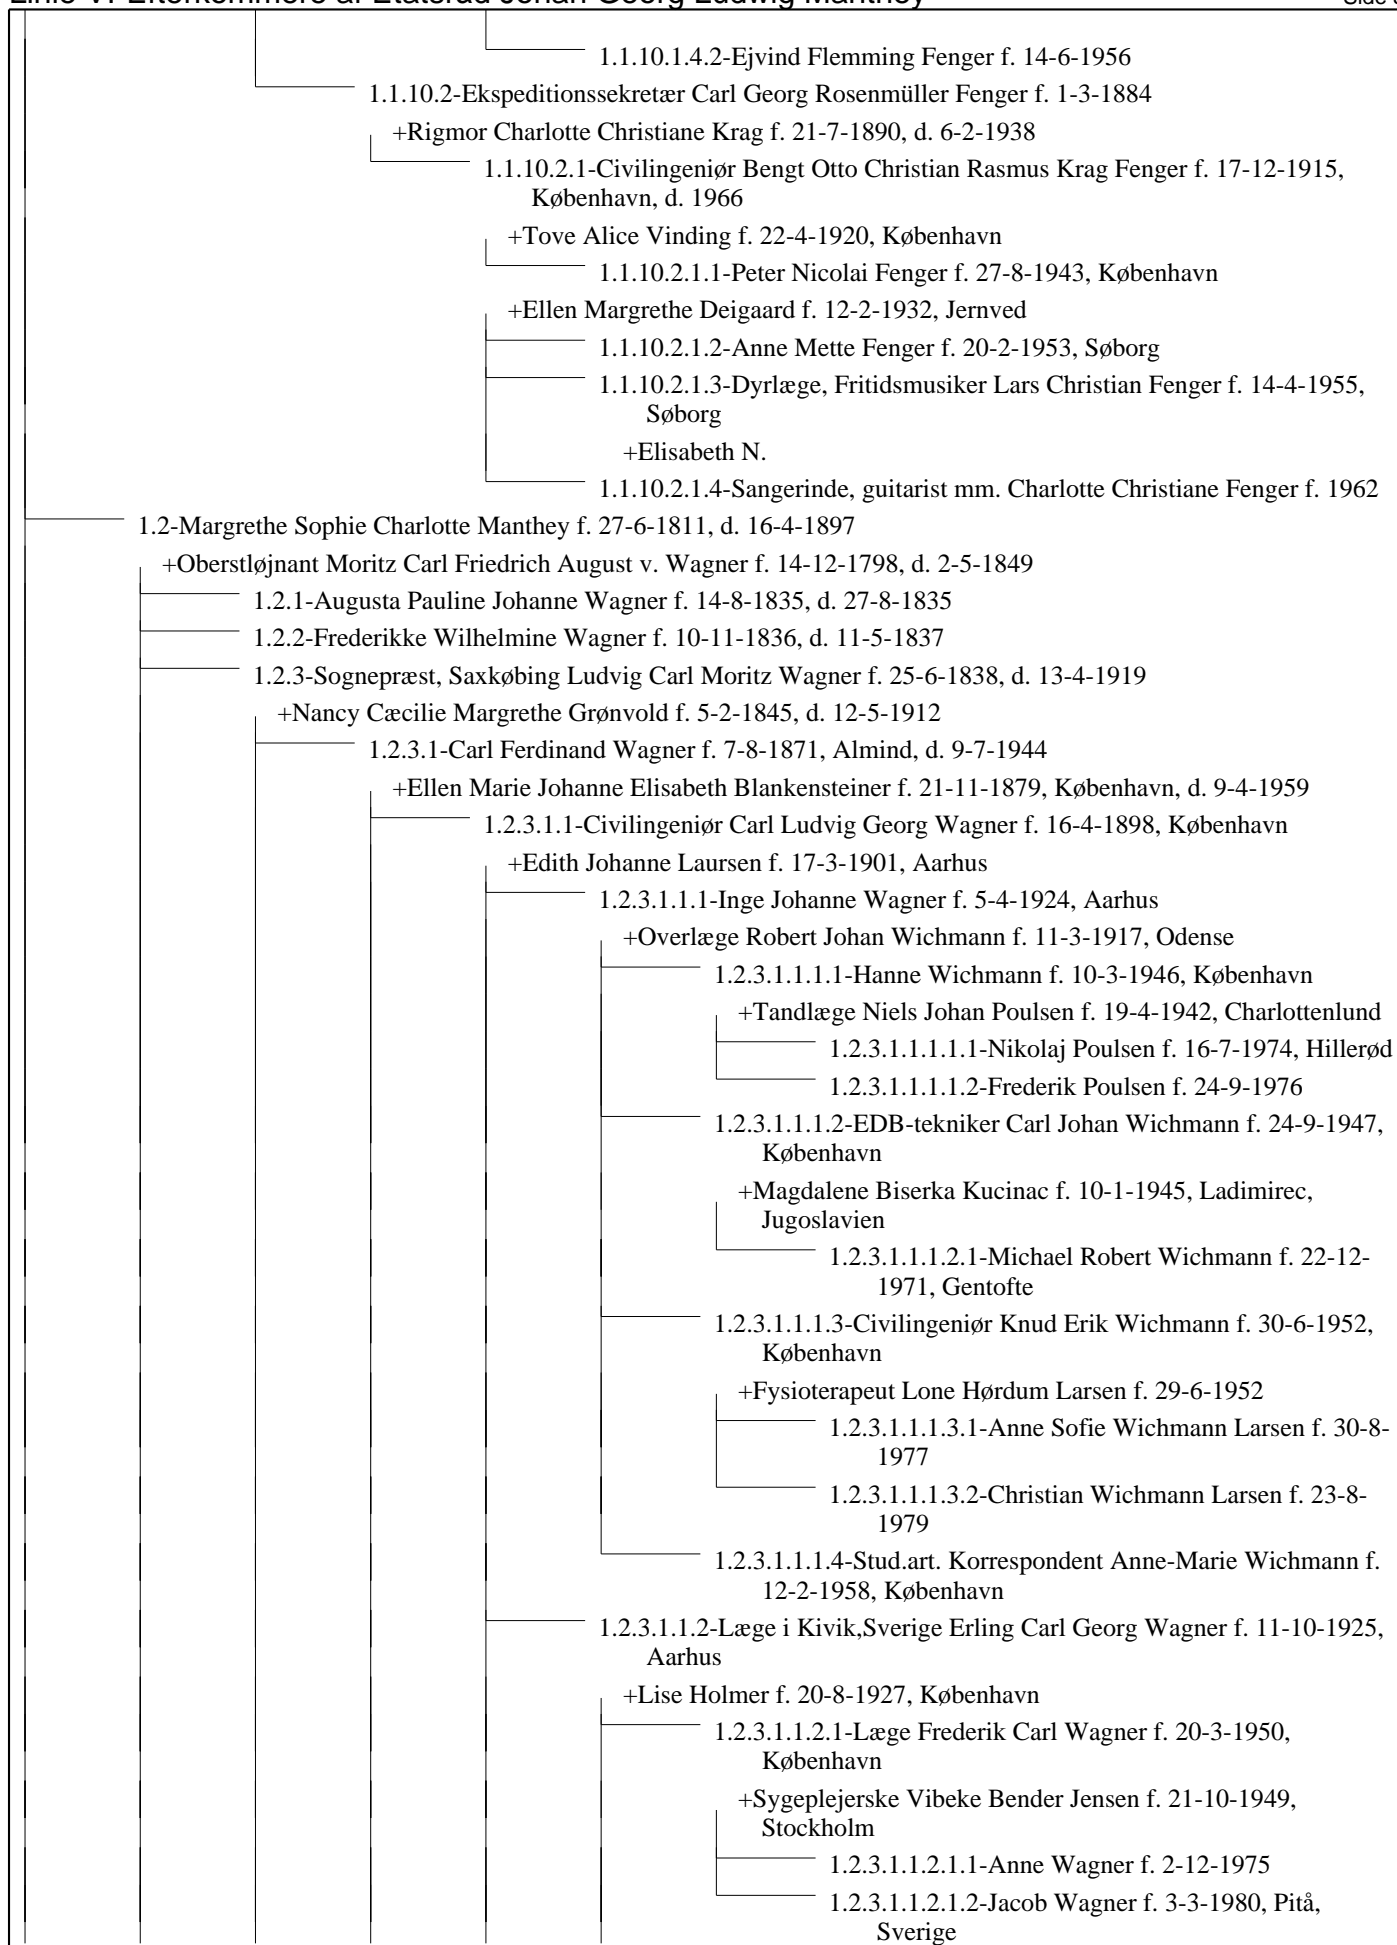 Linie V: Efterkommere af Etatsråd Johan Georg Ludwig Manthey
Side
1.1.10.1.4.2-Ejvind Flemming Fenger f. 14-6-1956
1.1.10.2-Ekspeditionssekretær Carl Georg Rosenmüller Fenger f. 1-3-1884
+Rigmor Charlotte Christiane Krag f. 21-7-1890, d. 6-2-1938
1.1.10.2.1-Civilingeniør Bengt Otto Christian Rasmus Krag Fenger f. 17-12-1915,
København, d. 1966
+Tove Alice Vinding f. 22-4-1920, København
1.1.10.2.1.1-Peter Nicolai Fenger f. 27-8-1943, København
+Ellen Margrethe Deigaard f. 12-2-1932, Jernved
1.1.10.2.1.2-Anne Mette Fenger f. 20-2-1953, Søborg
1.1.10.2.1.3-Dyrlæge, Fritidsmusiker Lars Christian Fenger f. 14-4-1955,
Søborg
+Elisabeth N.
1.1.10.2.1.4-Sangerinde, guitarist mm. Charlotte Christiane Fenger f. 1962
1.2-Margrethe Sophie Charlotte Manthey f. 27-6-1811, d. 16-4-1897
+Oberstløjnant Moritz Carl Friedrich August v. Wagner f. 14-12-1798, d. 2-5-1849
1.2.1-Augusta Pauline Johanne Wagner f. 14-8-1835, d. 27-8-1835
1.2.2-Frederikke Wilhelmine Wagner f. 10-11-1836, d. 11-5-1837
1.2.3-Sognepræst, Saxkøbing Ludvig Carl Moritz Wagner f. 25-6-1838, d. 13-4-1919
+Nancy Cæcilie Margrethe Grønvold f. 5-2-1845, d. 12-5-1912
1.2.3.1-Carl Ferdinand Wagner f. 7-8-1871, Almind, d. 9-7-1944
+Ellen Marie Johanne Elisabeth Blankensteiner f. 21-11-1879, København, d. 9-4-1959
1.2.3.1.1-Civilingeniør Carl Ludvig Georg Wagner f. 16-4-1898, København
+Edith Johanne Laursen f. 17-3-1901, Aarhus
1.2.3.1.1.1-Inge Johanne Wagner f. 5-4-1924, Aarhus
+Overlæge Robert Johan Wichmann f. 11-3-1917, Odense
1.2.3.1.1.1.1-Hanne Wichmann f. 10-3-1946, København
+Tandlæge Niels Johan Poulsen f. 19-4-1942, Charlottenlund
1.2.3.1.1.1.1.1-Nikolaj Poulsen f. 16-7-1974, Hillerød
1.2.3.1.1.1.1.2-Frederik Poulsen f. 24-9-1976
1.2.3.1.1.1.2-EDB-tekniker Carl Johan Wichmann f. 24-9-1947,
København
+Magdalene Biserka Kucinac f. 10-1-1945, Ladimirec,
Jugoslavien
1.2.3.1.1.1.2.1-Michael Robert Wichmann f. 22-12-
1971, Gentofte
1.2.3.1.1.1.3-Civilingeniør Knud Erik Wichmann f. 30-6-1952,
København
+Fysioterapeut Lone Hørdum Larsen f. 29-6-1952
1.2.3.1.1.1.3.1-Anne Sofie Wichmann Larsen f. 30-8-
1977
1.2.3.1.1.1.3.2-Christian Wichmann Larsen f. 23-8-
1979
1.2.3.1.1.1.4-Stud.art. Korrespondent Anne-Marie Wichmann f.
12-2-1958, København
1.2.3.1.1.2-Læge i Kivik,Sverige Erling Carl Georg Wagner f. 11-10-1925,
Aarhus
+Lise Holmer f. 20-8-1927, København
1.2.3.1.1.2.1-Læge Frederik Carl Wagner f. 20-3-1950,
København
+Sygeplejerske Vibeke Bender Jensen f. 21-10-1949,
Stockholm
1.2.3.1.1.2.1.1-Anne Wagner f. 2-12-1975
1.2.3.1.1.2.1.2-Jacob Wagner f. 3-3-1980, Pitå,
Sverige